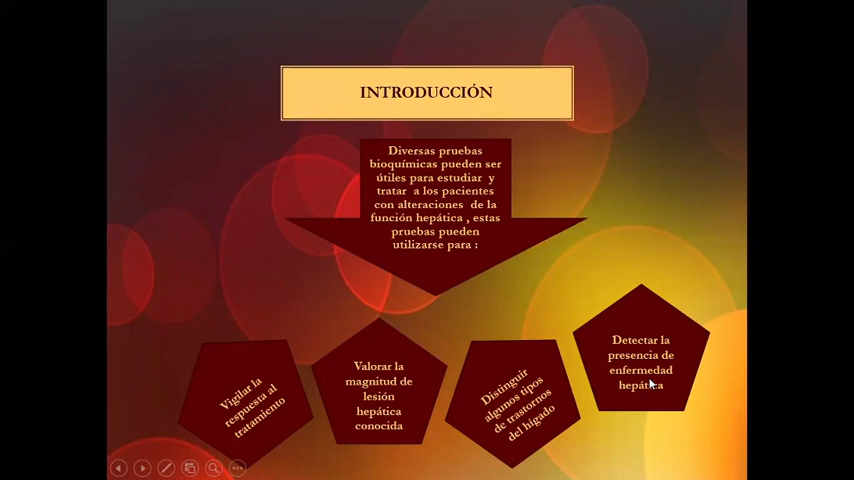 INTRODUCCIÓN
Diversas pruebas
bioquímicas pueden ser
útiles para estudiar y
tratar a los pacientes
con alteraciones de la
función hepática , estas
pruebas pueden
utilizarse para :
Vigilar la
respuesta al
tratamiento
Valorar la
magnitud de
lesión
hepática
conocida
Distinguir
algunos tipos
de trastornos
del hígado
Detectar la
presencia de
enfermedad
hepática